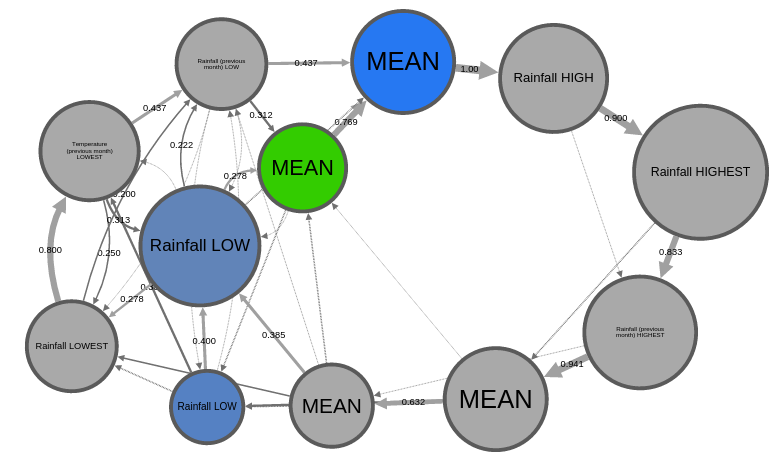 Rainfall (previous
month) LOW
0.437
MEAN
1.00
Rainfall HIGH
0.437
0.312
0.769
0.900
Temperature
(previous month)
LOWEST
0.222
MEAN
0.278
Rainfall HIGHEST
0.200
0.313
Rainfall LOW
0.800
0.250
0.833
0.278
Rainfall LOWEST
0.400
0.385
Rainfall (previous
month) HIGHEST
0.941
Rainfall LOW
MEAN
0.632
MEAN